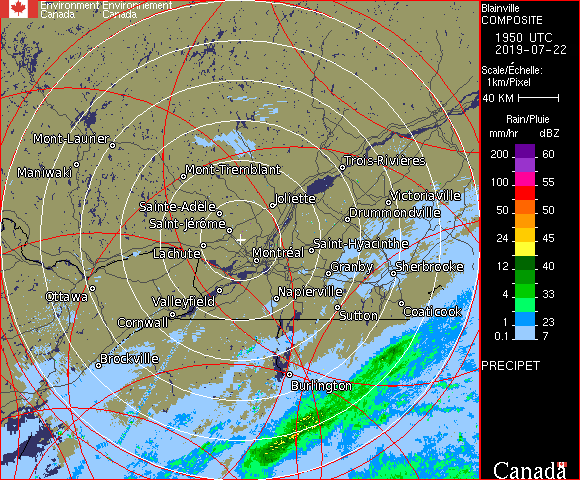 Environment Environnement
Canada Canada
Blainville
COMPOSITE
1950 UTC
2019-07-22
Scale/Échelle:
1km/Pixel
40 KM
Rain/Pluie
mm/hr dBZ
200 60
150 57
100 55
50 50
24 45
12 40
4 33
1 23
0.1 7
PRECIPET
Canada
Mont-Laurier
Maniwaki
Mont-Tremblant
Trois-Rivières
Sainte-Adele
Joliette
Victoriaville
Drummondville
Saint-Jérôme
Lachute
Montréal
Saint-Hyacinthe
Granby
Sherbrooke
Ottawa
Valleyfield
Napierville
Cornwall
Sutton
Coaticook
Brockville
Burlington